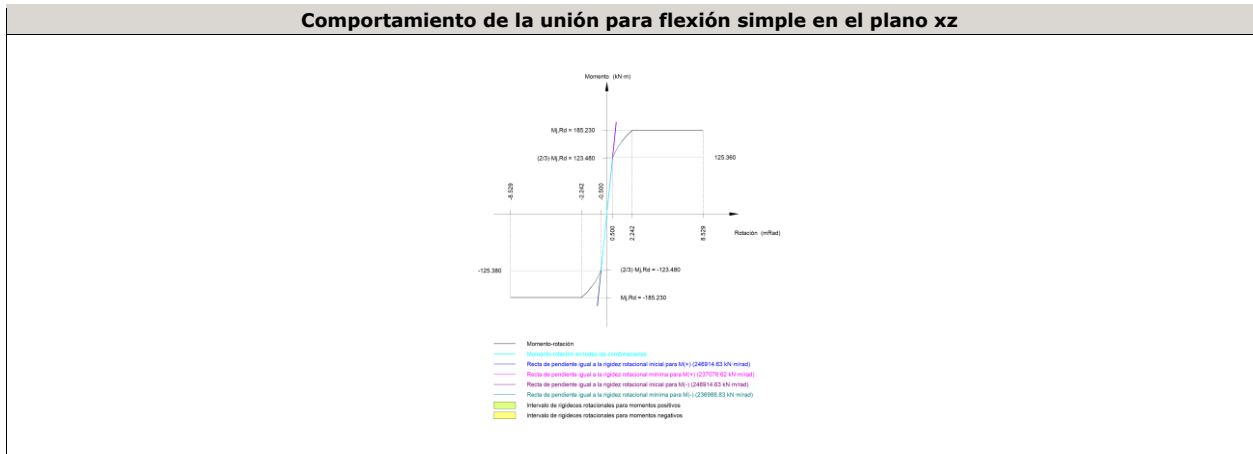 Comportamiento de la unión para flexión simple en el plano xz
Momento (kN·m)
Mj,Rd = 185.230
(2/3)·Mj,Rd = 123.480
125.360
-8.529
-2.242
-0.500
0.500
2.242
8.529
Rotación (mRad)
-125.380
(2/3)·Mj,Rd = -123.480
Mj,Rd = -185.230
Momento-rotación
Momento-rotación en todas las combinaciones
Recta de pendiente igual a la rigidez rotacional inicial para M(+) (246914.63 kN·m/rad)
Recta de pendiente igual a la rigidez rotacional mínima para M(+) (237079.62 kN·m/rad)
Recta de pendiente igual a la rigidez rotacional inicial para M(-) (246914.63 kN·m/rad)
Recta de pendiente igual a la rigidez rotacional mínima para M(-) (236988.83 kN·m/rad)
Intervalo de rigideces rotacionales para momentos positivos
Intervalo de rigideces rotacionales para momentos negativos